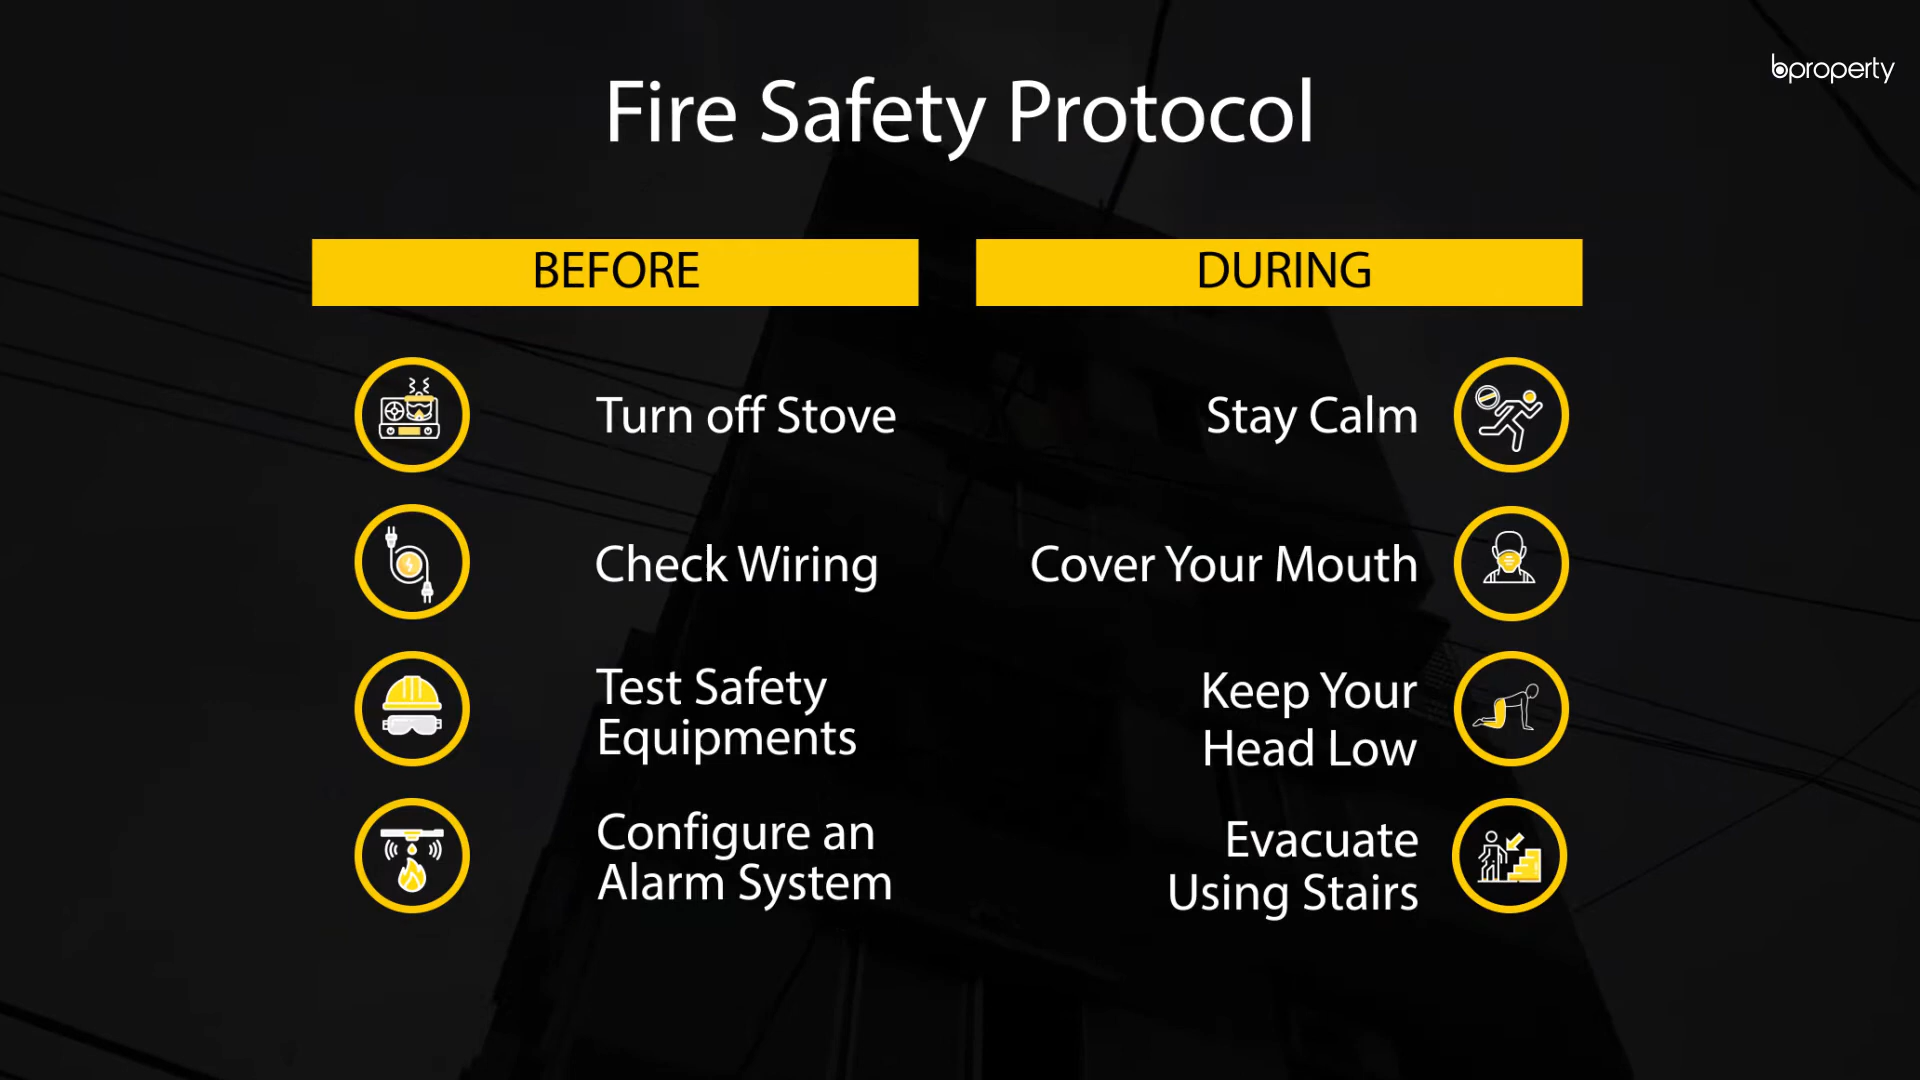 bproperty
Fire Safety Protocol
BEFORE
Turn off Stove
Check Wiring
Test Safety
Equipments
Configure an
Alarm System
DURING
Stay Calm
Cover Your Mouth
Keep Your
Head Low
Evacuate
Using Stairs